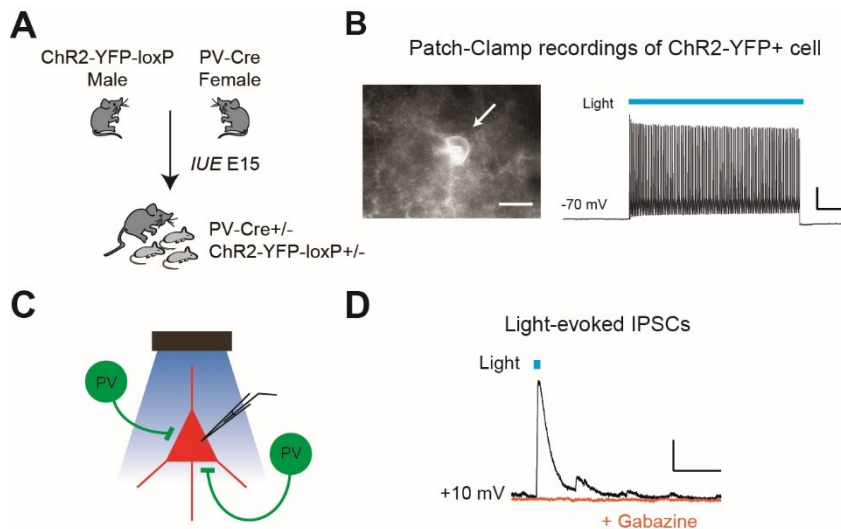 A
ChR2-YFP-loxP
Male
PV-Cre
Female
IUE E15
PV-Cre+/-
ChR2-YFP-loxP+/-
B
Patch-Clamp recordings of ChR2-YFP+ cell
Light
-70 mV
C
PV
PV
D
Light-evoked IPSCs
Light
+10 mV
+ Gabazine